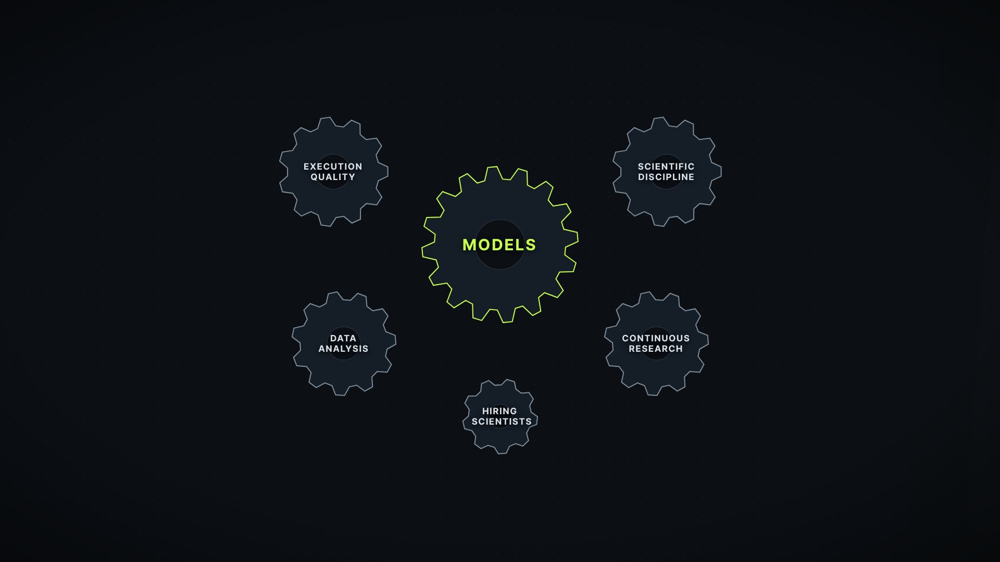 EXECUTION
QUALITY
SCIENTIFIC
DISCIPLINE
MODELS
DATA
ANALYSIS
CONTINUOUS
RESEARCH
HIRING
SCIENTISTS